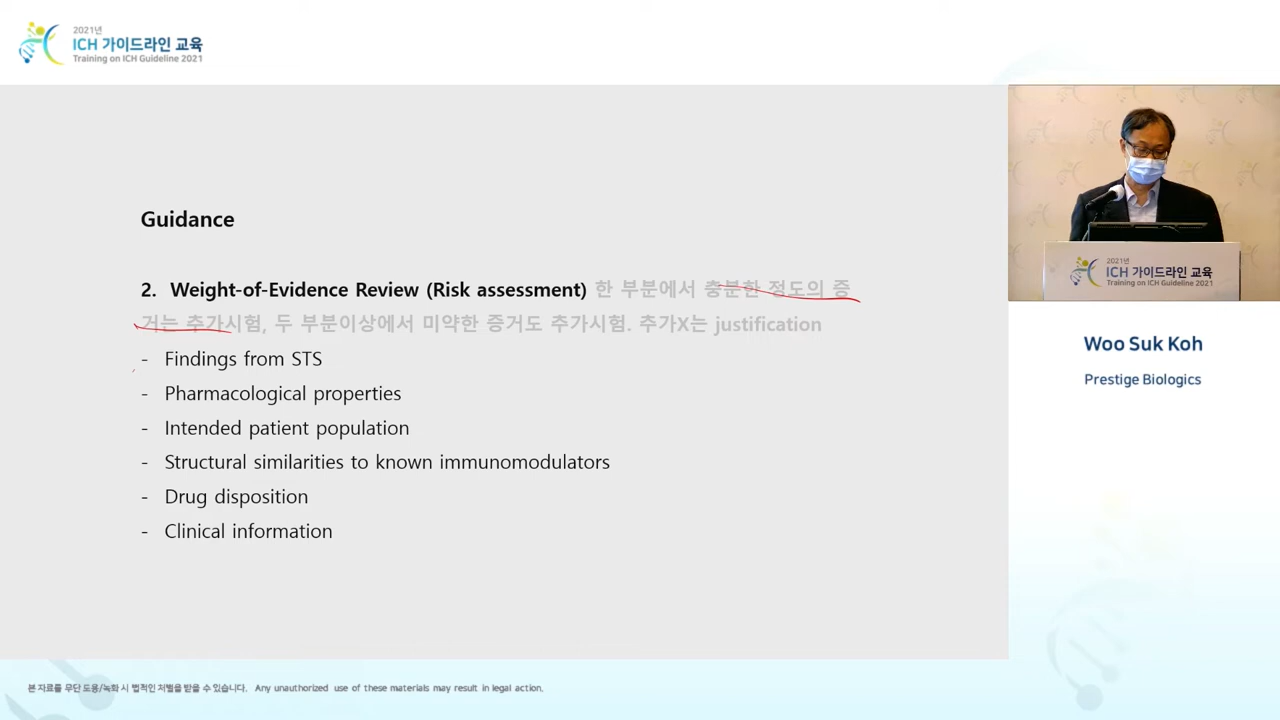 2021년
ICH 가이드라인 교육
Training on ICH Guideline 2021
Guidance
2. Weight-of-Evidence Review (Risk assessment) 한 부분에서 충분한 정도의 증
거는 추가시험, 두 부분이상에서 미약한 증거도 추가시험. 추가X는 justification
- Findings from STS
- Pharmacological properties
- Intended patient population
- Structural similarities to known immunomodulators
- Drug disposition
- Clinical information
2021년
ICH 가이드라인 교육
Training on ICH Guideline 2021
Woo Suk Koh
Prestige Biologics
본 자료를 무단 도용/녹화 시 법적인 처벌을 받을 수 있습니다. Any unauthorized use of these materials may result in legal action.